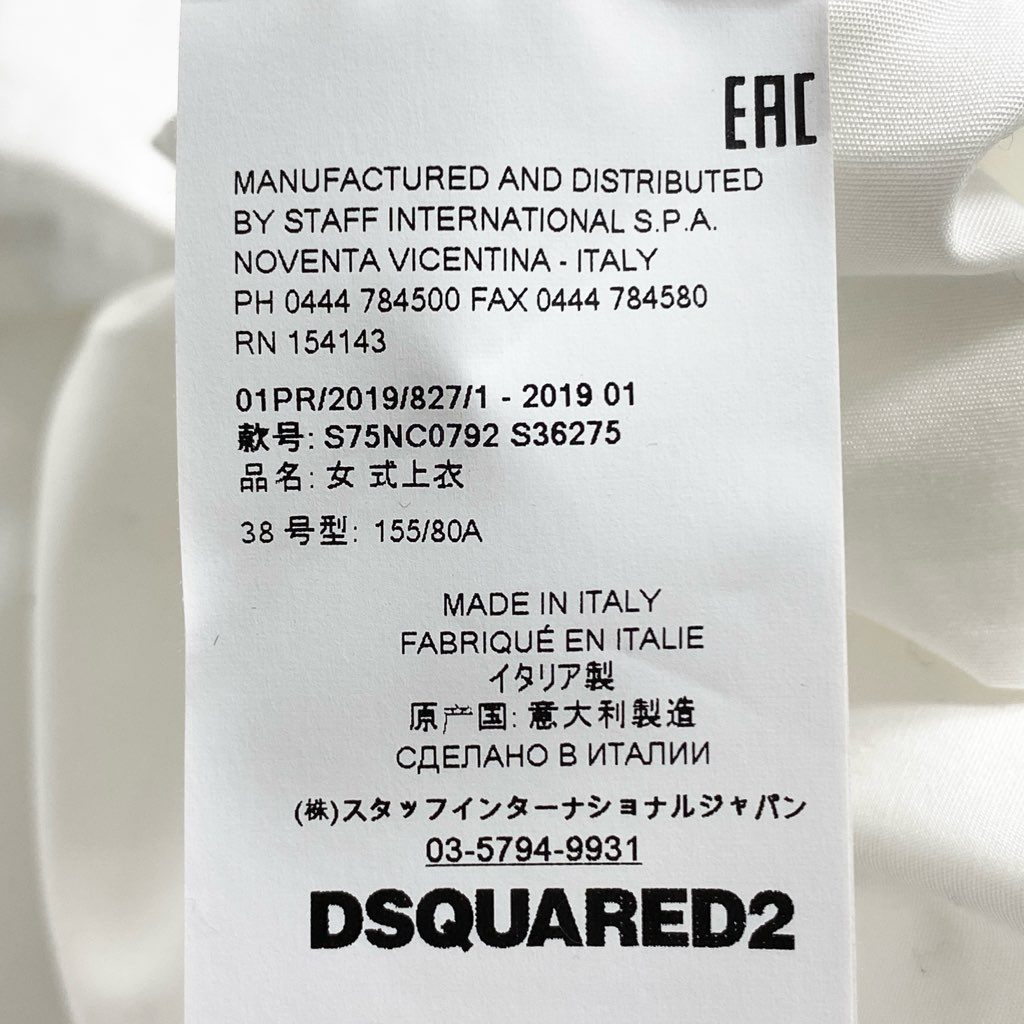 EAC
MANUFACTURED AND DISTRIBUTED
BY STAFF INTERNATIONAL S.P.A.
NOVENTA VICENTINA - ITALY
PH 0444 784500 FAX 0444 784580
RN 154143
01PR/2019/827/1 - 2019 01
款号: S75NC0792 S36275
品名: 女 式上衣
38 号型: 155/80A
MADE IN ITALY
FABRIQUÉ EN ITALIE
イタリア製
原产国: 意大利製造
СДЕЛАНО В ИТАЛИИ
(株)スタッフインターナショナルジャパン
03-5794-9931
DSQUARED2